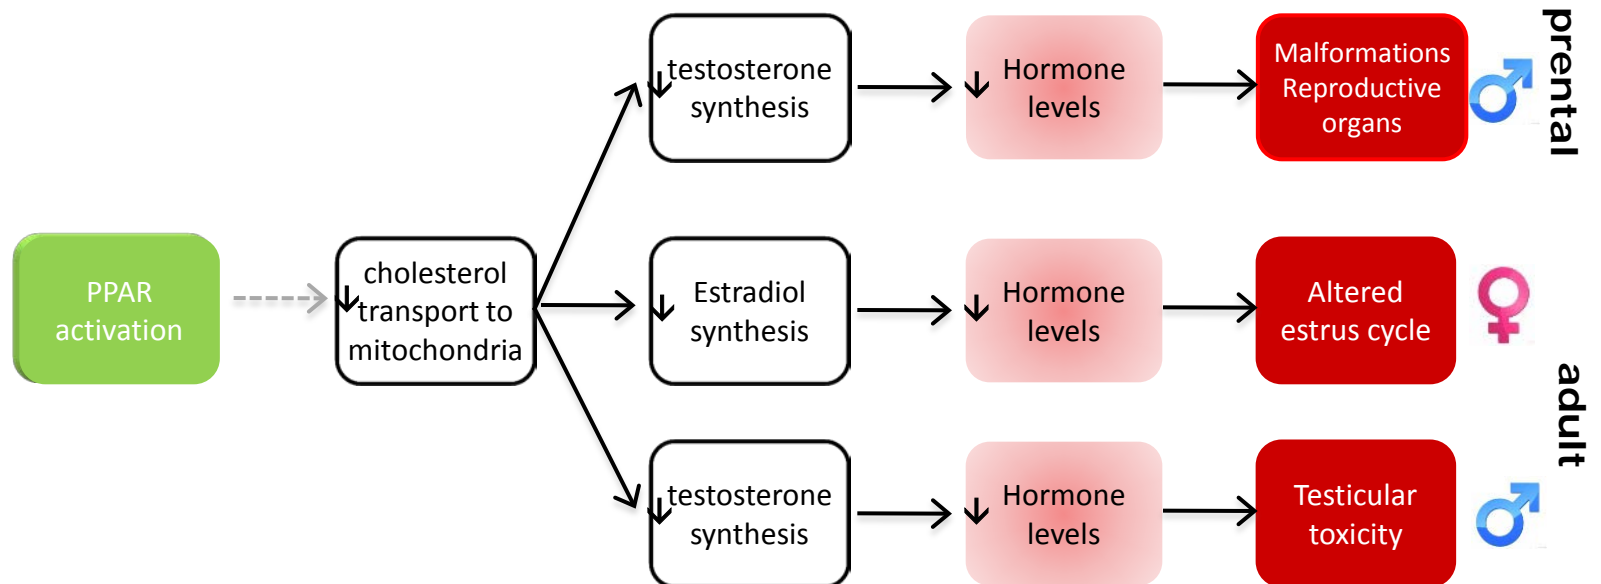 PPAR
activation
↓ cholesterol
transport to
mitochondria
↓ testosterone
synthesis
↓ Hormone
levels
Malformations
Reproductive
organs
prental
↓ Estradiol
synthesis
↓ Hormone
levels
Altered
estrus cycle
↓ testosterone
synthesis
↓ Hormone
levels
Testicular
toxicity
adult